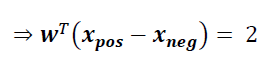 ⇒ wᵀ(x_pos − x_neg) = 2